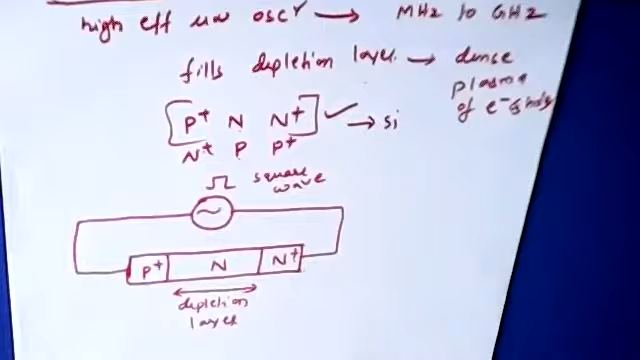 high eff uw oscr → MHz to GHz
fills depletion layer → dense
plasma
of e⁻s & holes
[P⁺ N N⁺] ✓ → Si
N⁺ P P⁺
square
wave
P⁺ N N⁺
depletion
layer